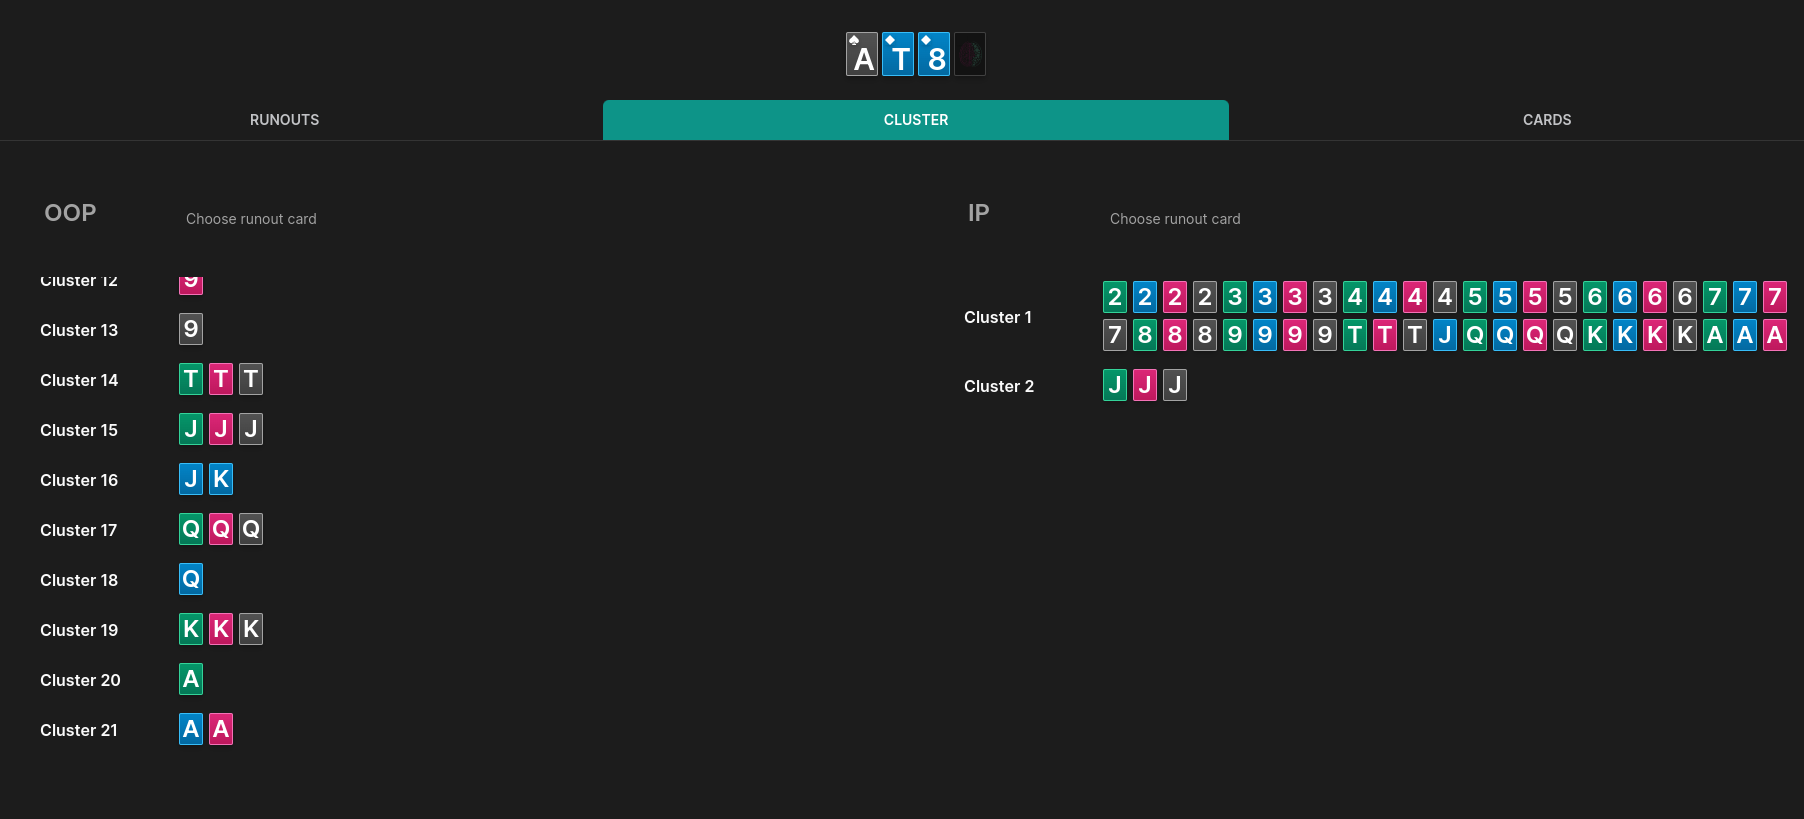 A T 8
RUNOUTS CLUSTER CARDS
OOP Choose runout card
Cluster 12 9
Cluster 13 9
Cluster 14 T T T
Cluster 15 J J J
Cluster 16 J K
Cluster 17 Q Q Q
Cluster 18 Q
Cluster 19 K K K
Cluster 20 A
Cluster 21 A A
IP Choose runout card
Cluster 1 2 2 2 2 3 3 3 3 4 4 4 4 5 5 5 5 6 6 6 6 7 7 7
7 8 8 8 9 9 9 9 T T T J Q Q Q Q K K K K A A A
Cluster 2 J J J